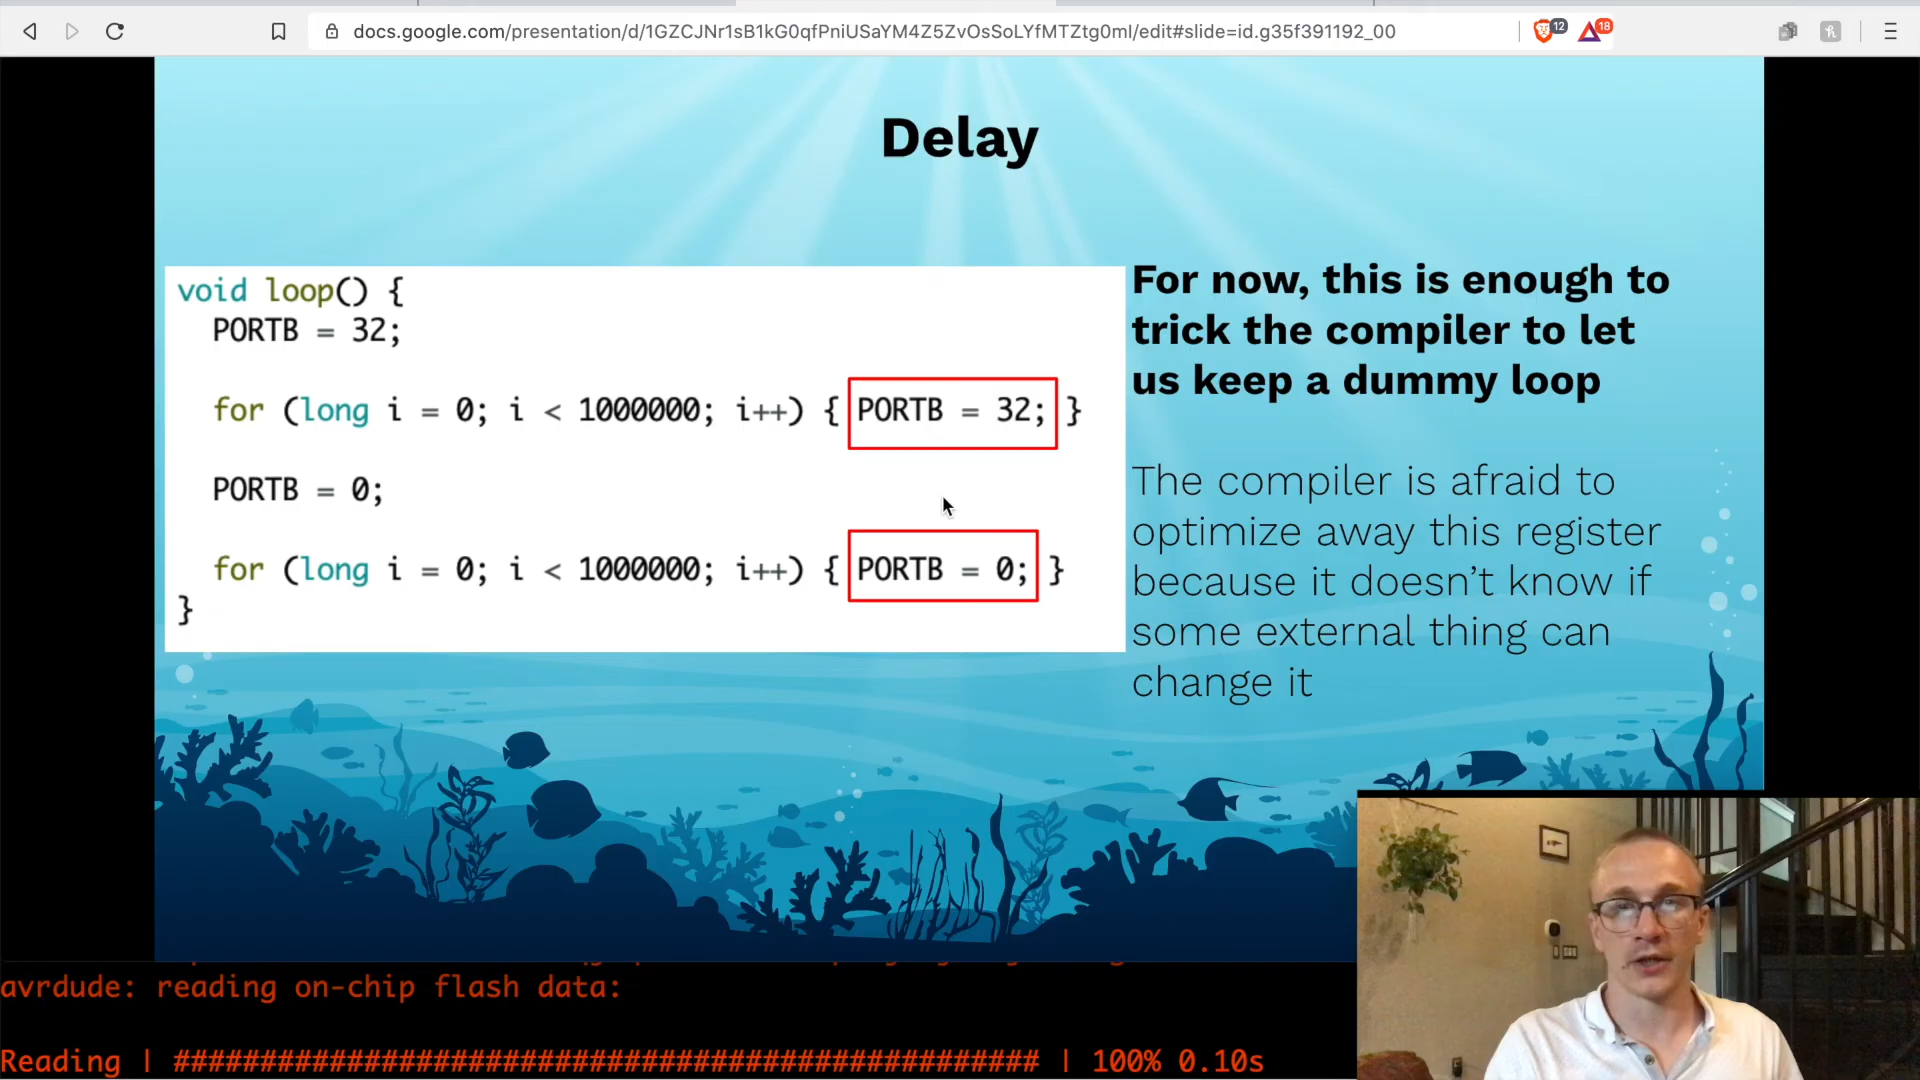 docs.google.com/presentation/d/1GZCJNr1sB1kG0qfPniUSaYM4Z5ZvOsSoLYfMTZtg0mI/edit#slide=id.g35f391192_00
12
18
Delay
void loop() {
PORTB = 32;
for (long i = 0; i < 1000000; i++) { PORTB = 32; }
PORTB = 0;
for (long i = 0; i < 1000000; i++) { PORTB = 0; }
}
For now, this is enough to
trick the compiler to let
us keep a dummy loop
The compiler is afraid to
optimize away this register
because it doesn't know if
some external thing can
change it
avrdude: reading on-chip flash data:
Reading | ################################################## | 100% 0.10s